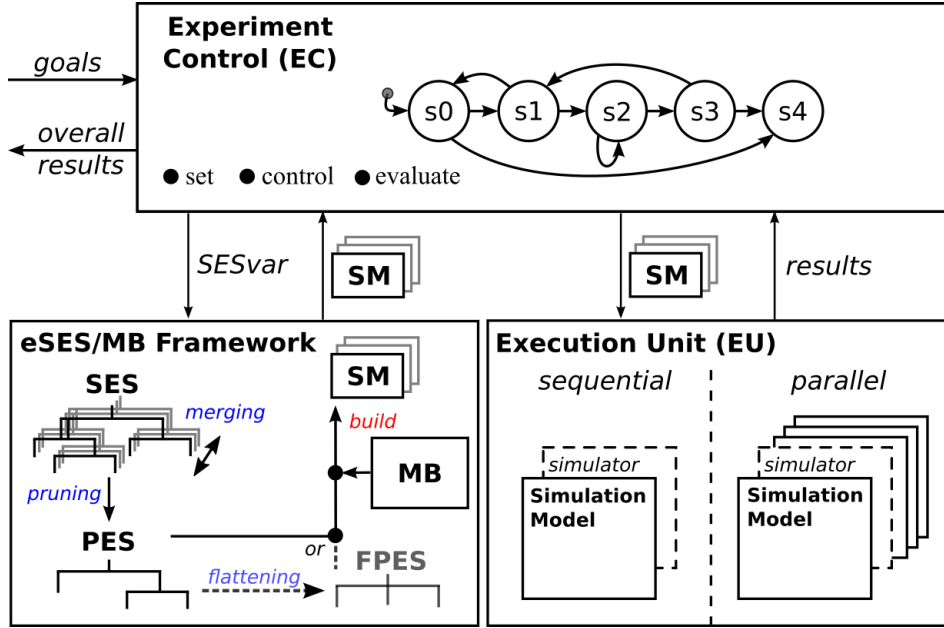 Experiment
Control (EC)
goals
overall
results
s0 s1 s2 s3 s4
set control evaluate
SESvar
SM
SM
results
eSES/MB Framework
SES
merging
pruning
PES
SM
build
MB
or
flattening
FPES
Execution Unit (EU)
sequential
parallel
simulator
Simulation
Model
simulator
Simulation
Model